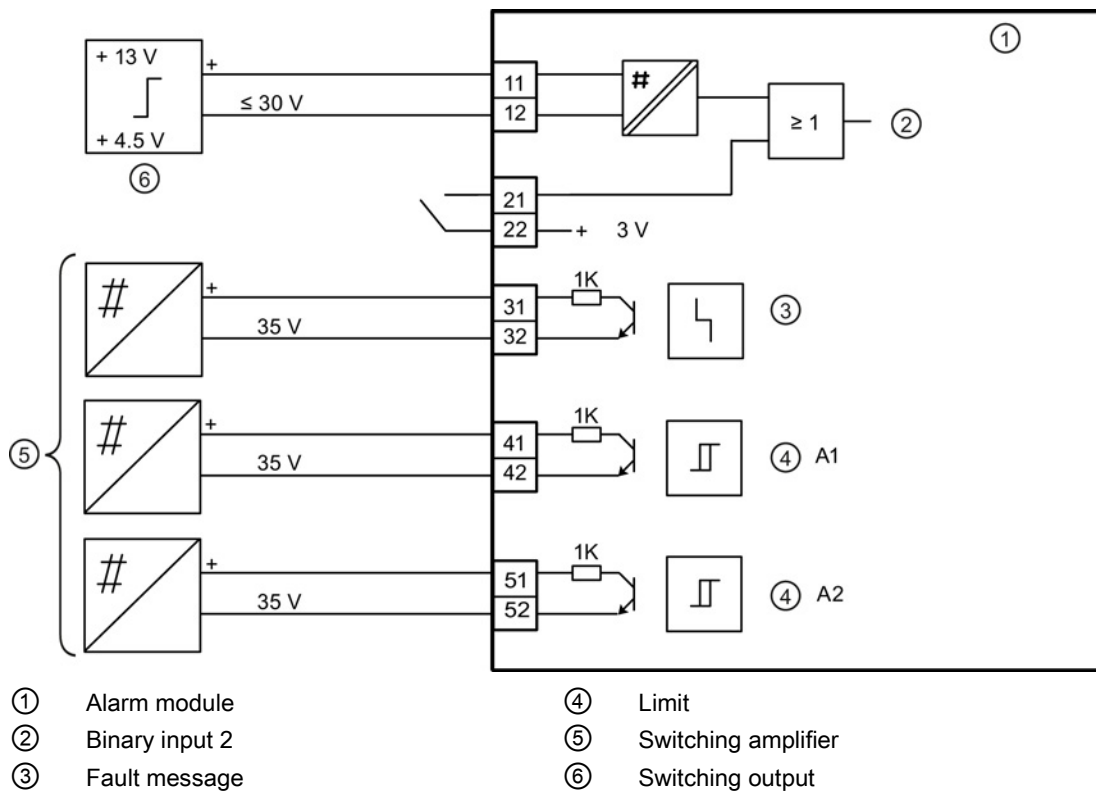 + 13 V
+ 4.5 V
⑥
+
≤ 30 V
11
12
#
≥ 1
②
①
21
22
+ 3 V
⑤
#
+
35 V
31
32
1K
③
#
+
35 V
41
42
1K
④ A1
#
+
35 V
51
52
1K
④ A2
① Alarm module
② Binary input 2
③ Fault message
④ Limit
⑤ Switching amplifier
⑥ Switching output